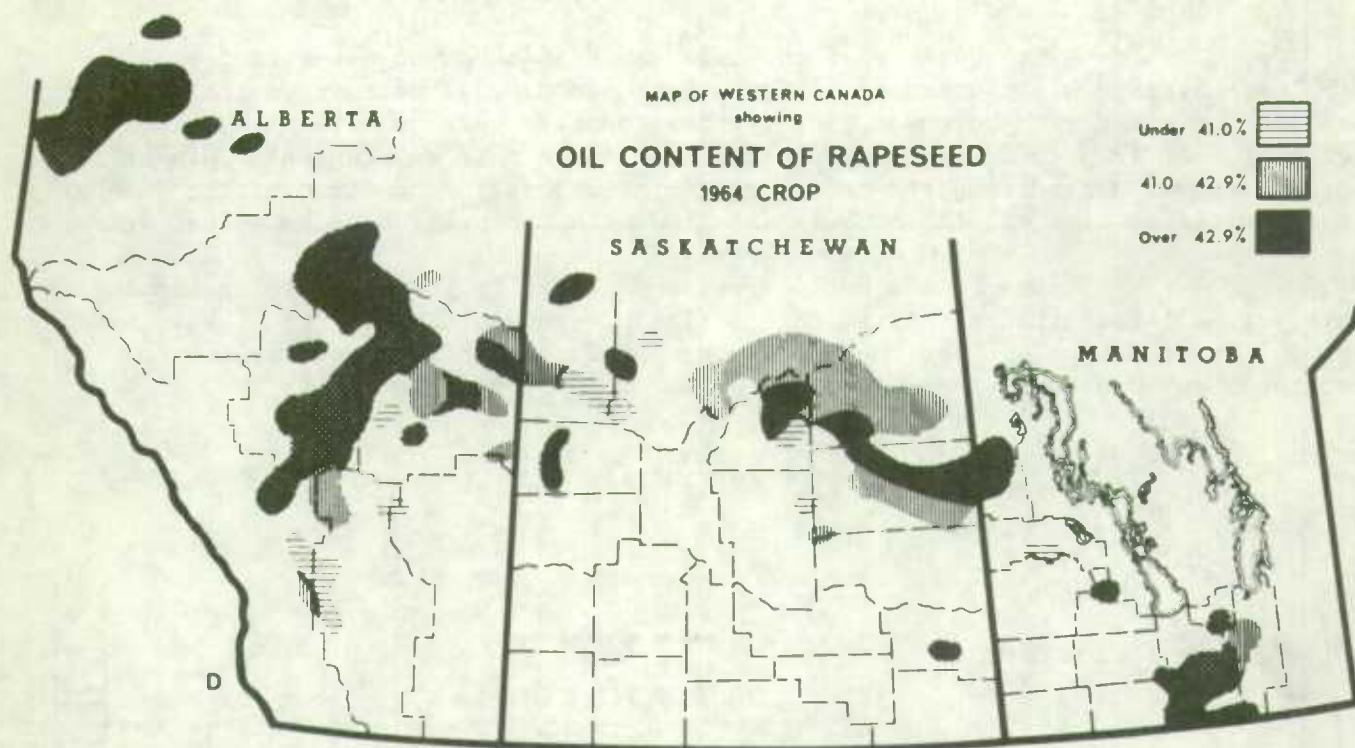 MAP OF WESTERN CANADA
showing
OIL CONTENT OF RAPESEED
1964 CROP
Under 41.0%
41.0 42.9%
Over 42.9%
ALBERTA
SASKATCHEWAN
MANITOBA
D